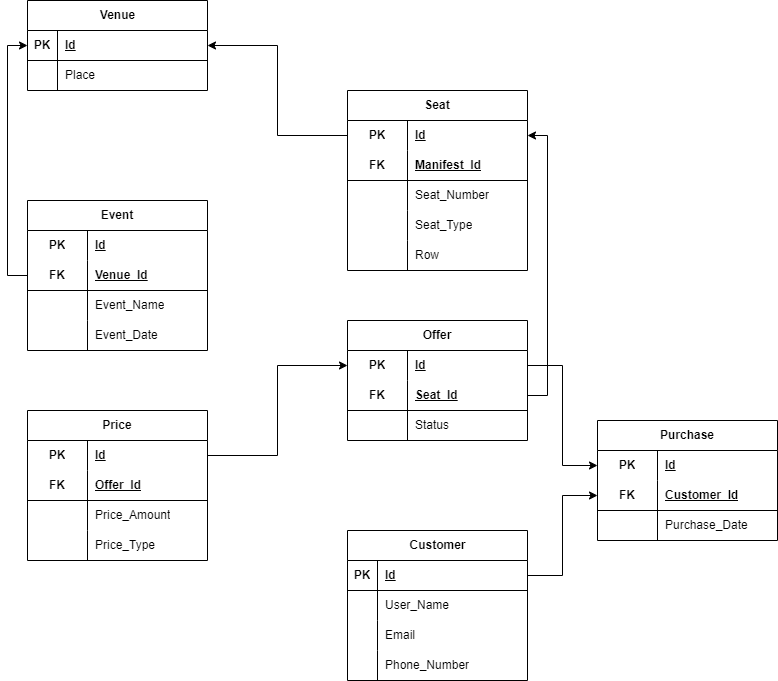 Venue
PK Id
Place
Seat
PK Id
FK Manifest_Id
Seat_Number
Seat_Type
Row
Event
PK Id
FK Venue_Id
Event_Name
Event_Date
Offer
PK Id
FK Seat_Id
Status
Price
PK Id
FK Offer_Id
Price_Amount
Price_Type
Purchase
PK Id
FK Customer_Id
Purchase_Date
Customer
PK Id
User_Name
Email
Phone_Number